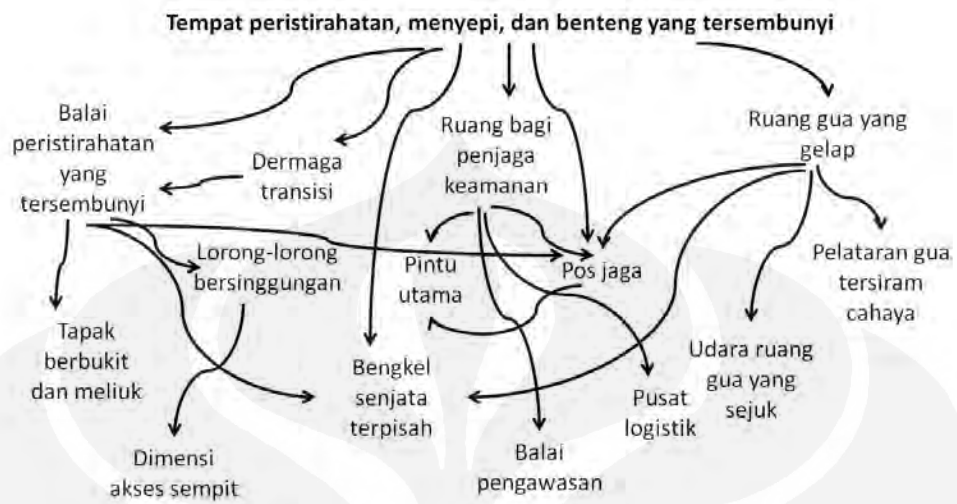 Tempat peristirahatan, menyepi, dan benteng yang tersembunyi
Balai
peristirahatan
yang
tersembunyi
Dermaga
transisi
Ruang bagi
penjaga
keamanan
Ruang gua yang
gelap
Lorong-lorong
bersinggungan
Pintu
utama
Pos jaga
Pelataran gua
tersiram
cahaya
Tapak
berbukit
dan meliuk
Bengkel
senjata
terpisah
Udara ruang
gua yang
sejuk
Pusat
logistik
Dimensi
akses sempit
Balai
pengawasan